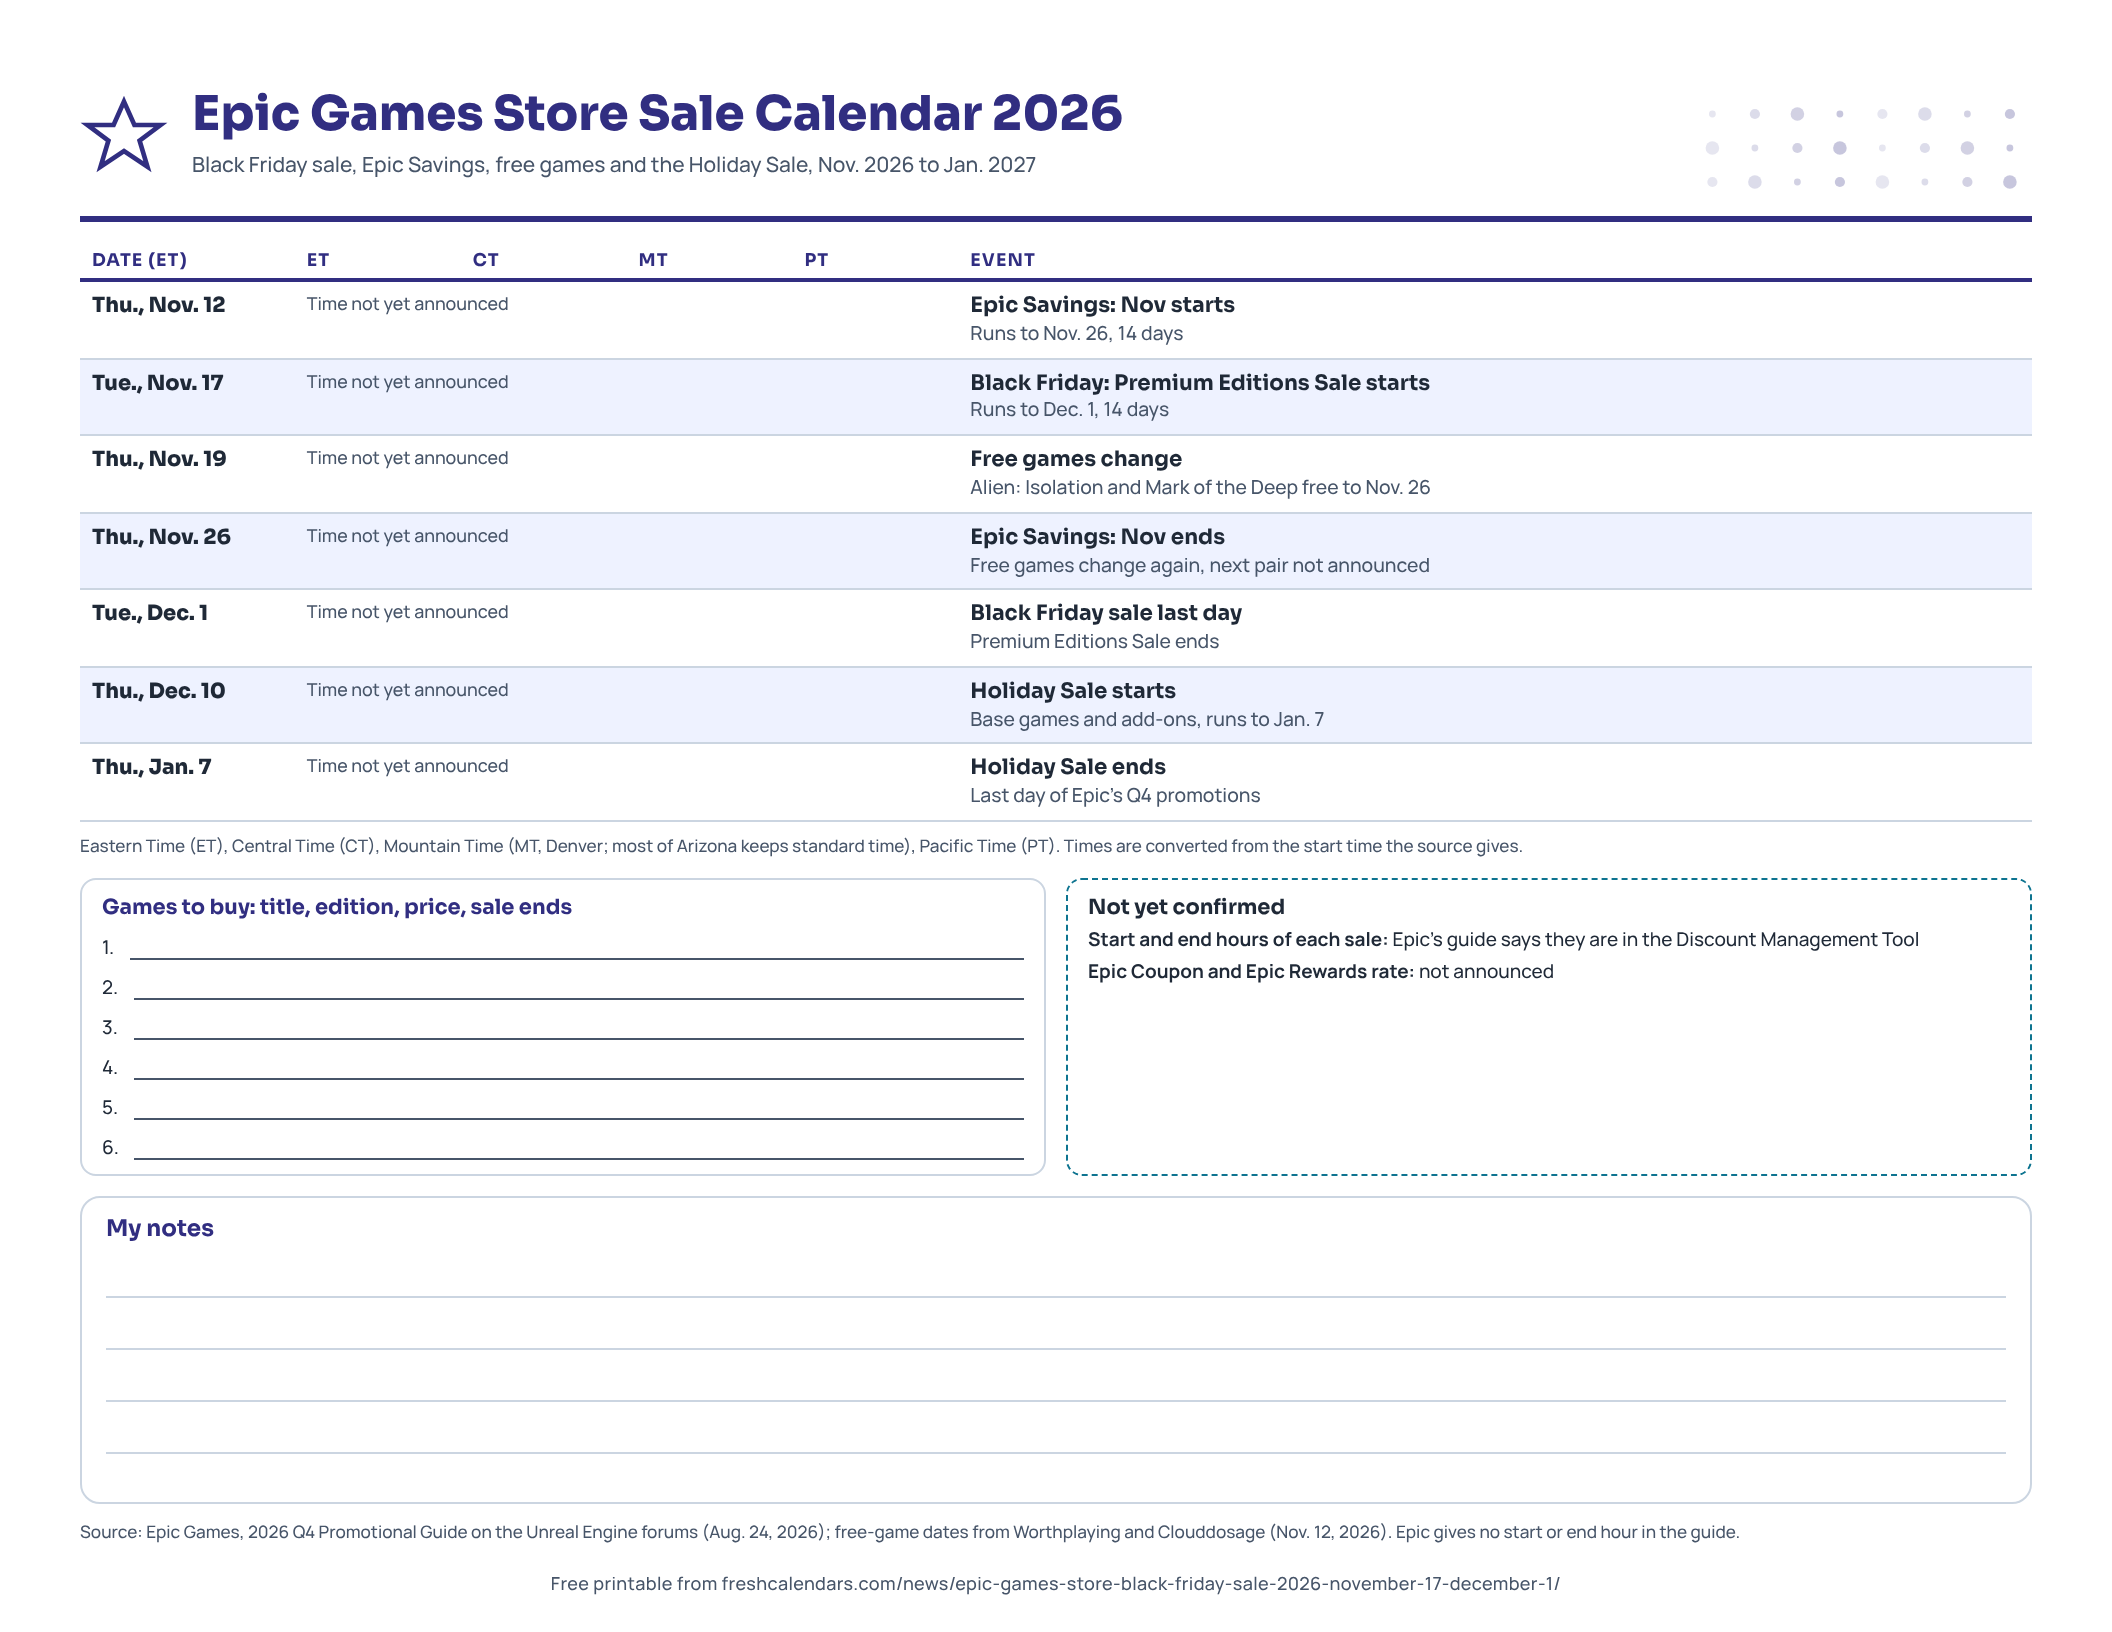 Epic Games Store Sale Calendar 2026
Black Friday sale, Epic Savings, free games and the Holiday Sale, Nov. 2026 to Jan. 2027
DATE (ET) ET CT MT PT EVENT
Thu., Nov. 12 Time not yet announced Epic Savings: Nov starts
Runs to Nov. 26, 14 days
Tue., Nov. 17 Time not yet announced Black Friday: Premium Editions Sale starts
Runs to Dec. 1, 14 days
Thu., Nov. 19 Time not yet announced Free games change
Alien: Isolation and Mark of the Deep free to Nov. 26
Thu., Nov. 26 Time not yet announced Epic Savings: Nov ends
Free games change again, next pair not announced
Tue., Dec. 1 Time not yet announced Black Friday sale last day
Premium Editions Sale ends
Thu., Dec. 10 Time not yet announced Holiday Sale starts
Base games and add-ons, runs to Jan. 7
Thu., Jan. 7 Time not yet announced Holiday Sale ends
Last day of Epic’s Q4 promotions
Eastern Time (ET), Central Time (CT), Mountain Time (MT, Denver; most of Arizona keeps standard time), Pacific Time (PT). Times are converted from the start time the source gives.
Games to buy: title, edition, price, sale ends
1.
2.
3.
4.
5.
6.
Not yet confirmed
Start and end hours of each sale: Epic’s guide says they are in the Discount Management Tool
Epic Coupon and Epic Rewards rate: not announced
My notes
Source: Epic Games, 2026 Q4 Promotional Guide on the Unreal Engine forums (Aug. 24, 2026); free-game dates from Worthplaying and Clouddosage (Nov. 12, 2026). Epic gives no start or end hour in the guide.
Free printable from freshcalendars.com/news/epic-games-store-black-friday-sale-2026-november-17-december-1/